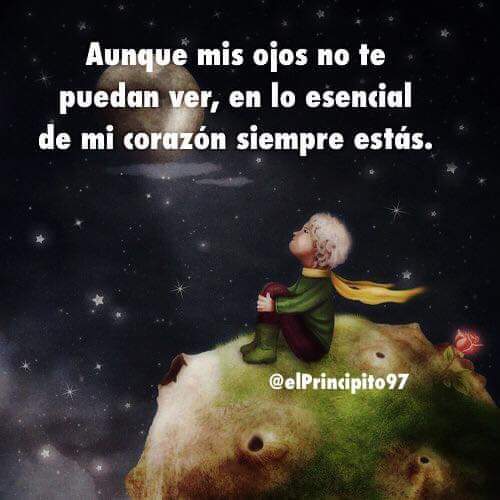 Aunque mis ojos no te
puedan ver, en lo esencial
de mi corazón siempre estás.
@elPrincipito97